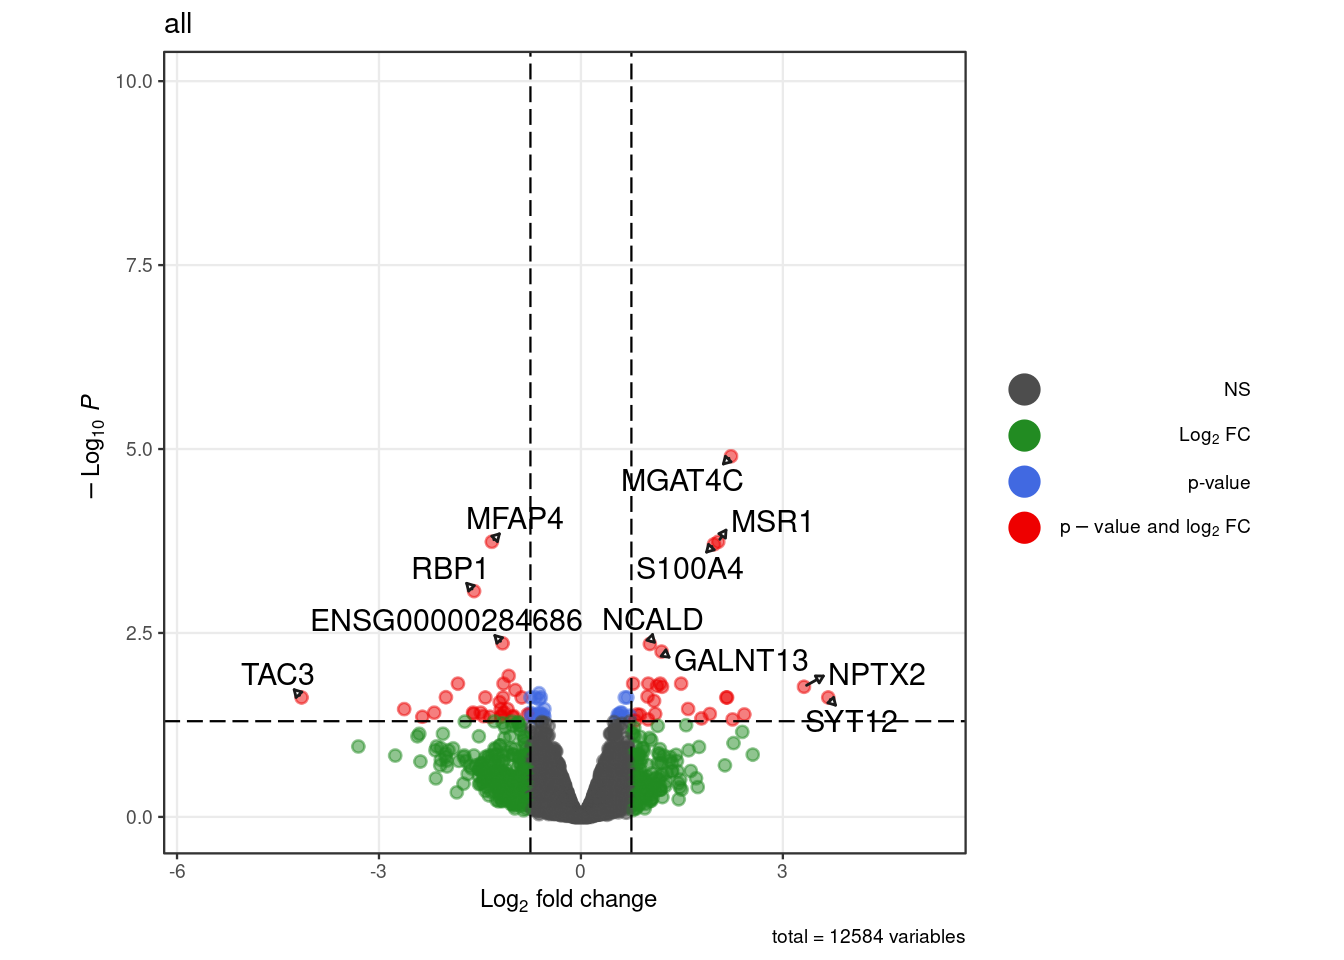 all
10.0
7.5
5.0
2.5
0.0
-6
-3
0
3
− Log10 P
Log2 fold change
MGAT4C
MFAP4
MSR1
RBP1
S100A4
ENSG00000284686
NCALD
GALNT13
TAC3
NPTX2
SYT12
NS
Log2 FC
p-value
p − value and log2 FC
total = 12584 variables